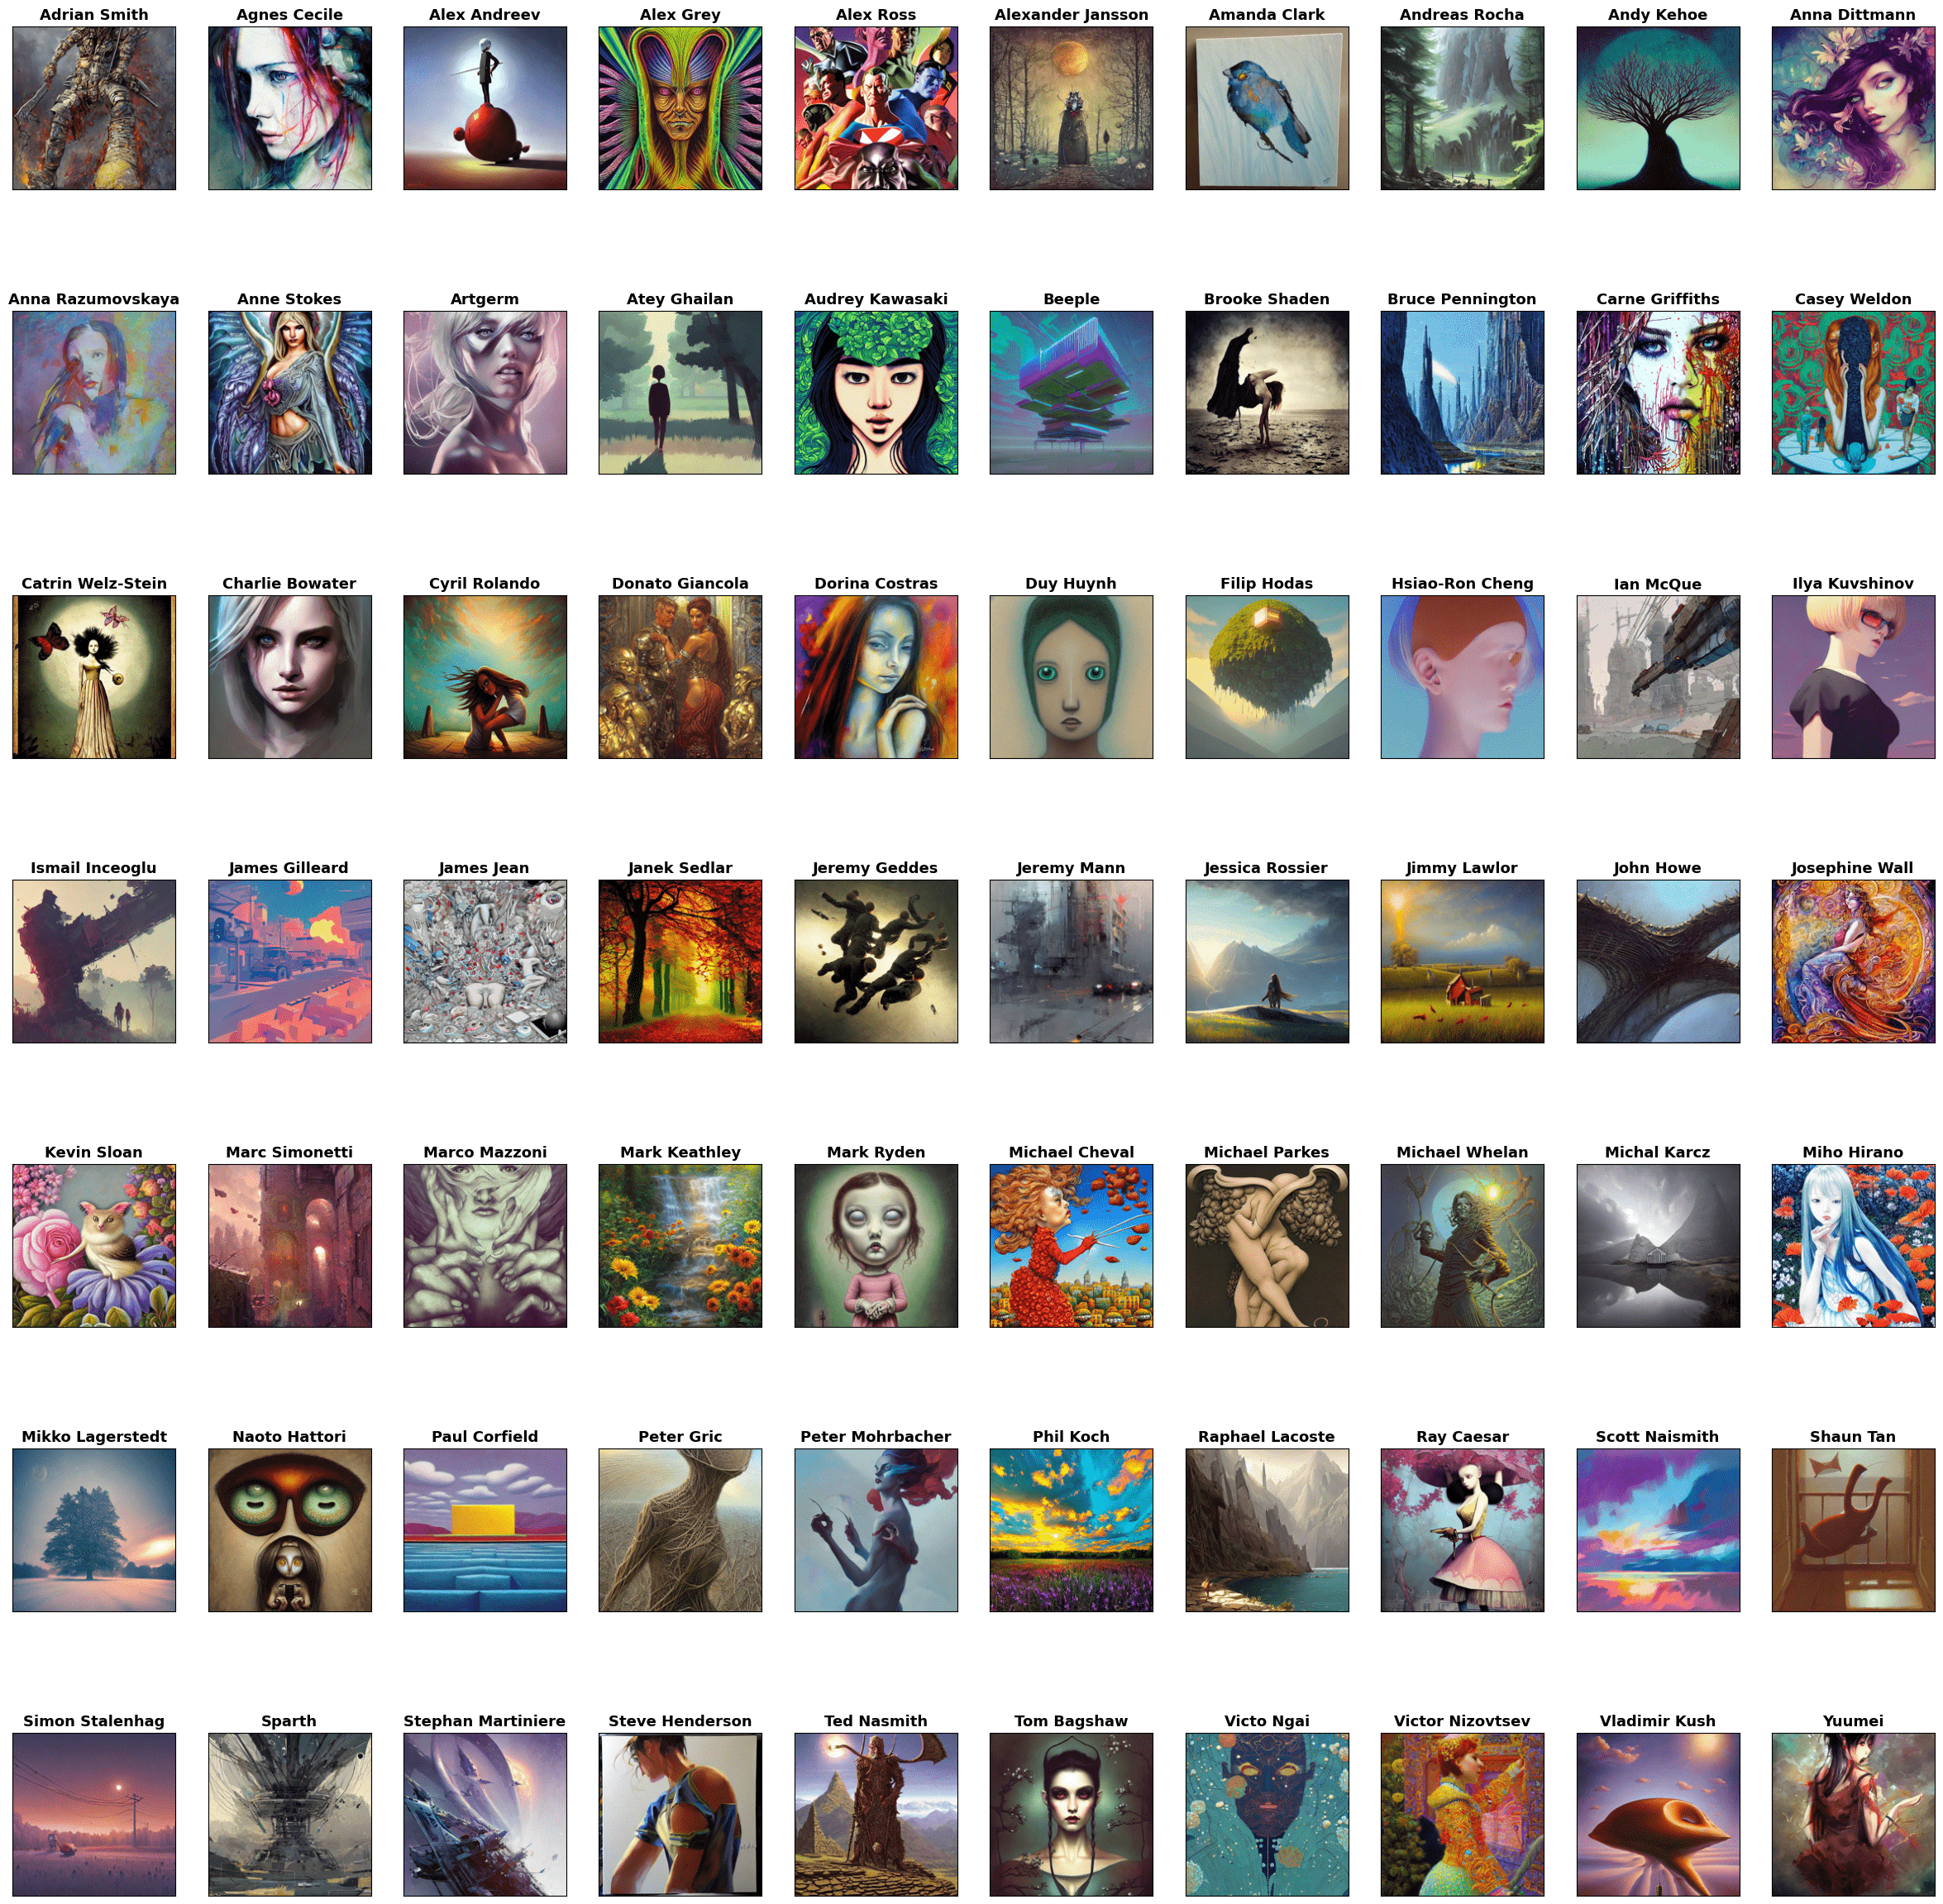 Adrian Smith
Agnes Cecile
Alex Andreev
Alex Grey
Alex Ross
Alexander Jansson
Amanda Clark
Andreas Rocha
Andy Kehoe
Anna Dittmann
Anna Razumovskaya
Anne Stokes
Artgerm
Atey Ghailan
Audrey Kawasaki
Beeple
Brooke Shaden
Bruce Pennington
Carne Griffiths
Casey Weldon
Catrin Welz-Stein
Charlie Bowater
Cyril Rolando
Donato Giancola
Dorina Costras
Duy Huynh
Filip Hodas
Hsiao-Ron Cheng
Ian McQue
Ilya Kuvshinov
Ismail Inceoglu
James Gilleard
James Jean
Janek Sedlar
Jeremy Geddes
Jeremy Mann
Jessica Rossier
Jimmy Lawlor
John Howe
Josephine Wall
Kevin Sloan
Marc Simonetti
Marco Mazzoni
Mark Keathley
Mark Ryden
Michael Cheval
Michael Parkes
Michael Whelan
Michal Karcz
Miho Hirano
Mikko Lagerstedt
Naoto Hattori
Paul Corfield
Peter Gric
Peter Mohrbacher
Phil Koch
Raphael Lacoste
Ray Caesar
Scott Naismith
Shaun Tan
Simon Stalenhag
Sparth
Stephan Martiniere
Steve Henderson
Ted Nasmith
Tom Bagshaw
Victo Ngai
Victor Nizovtsev
Vladimir Kush
Yuumei